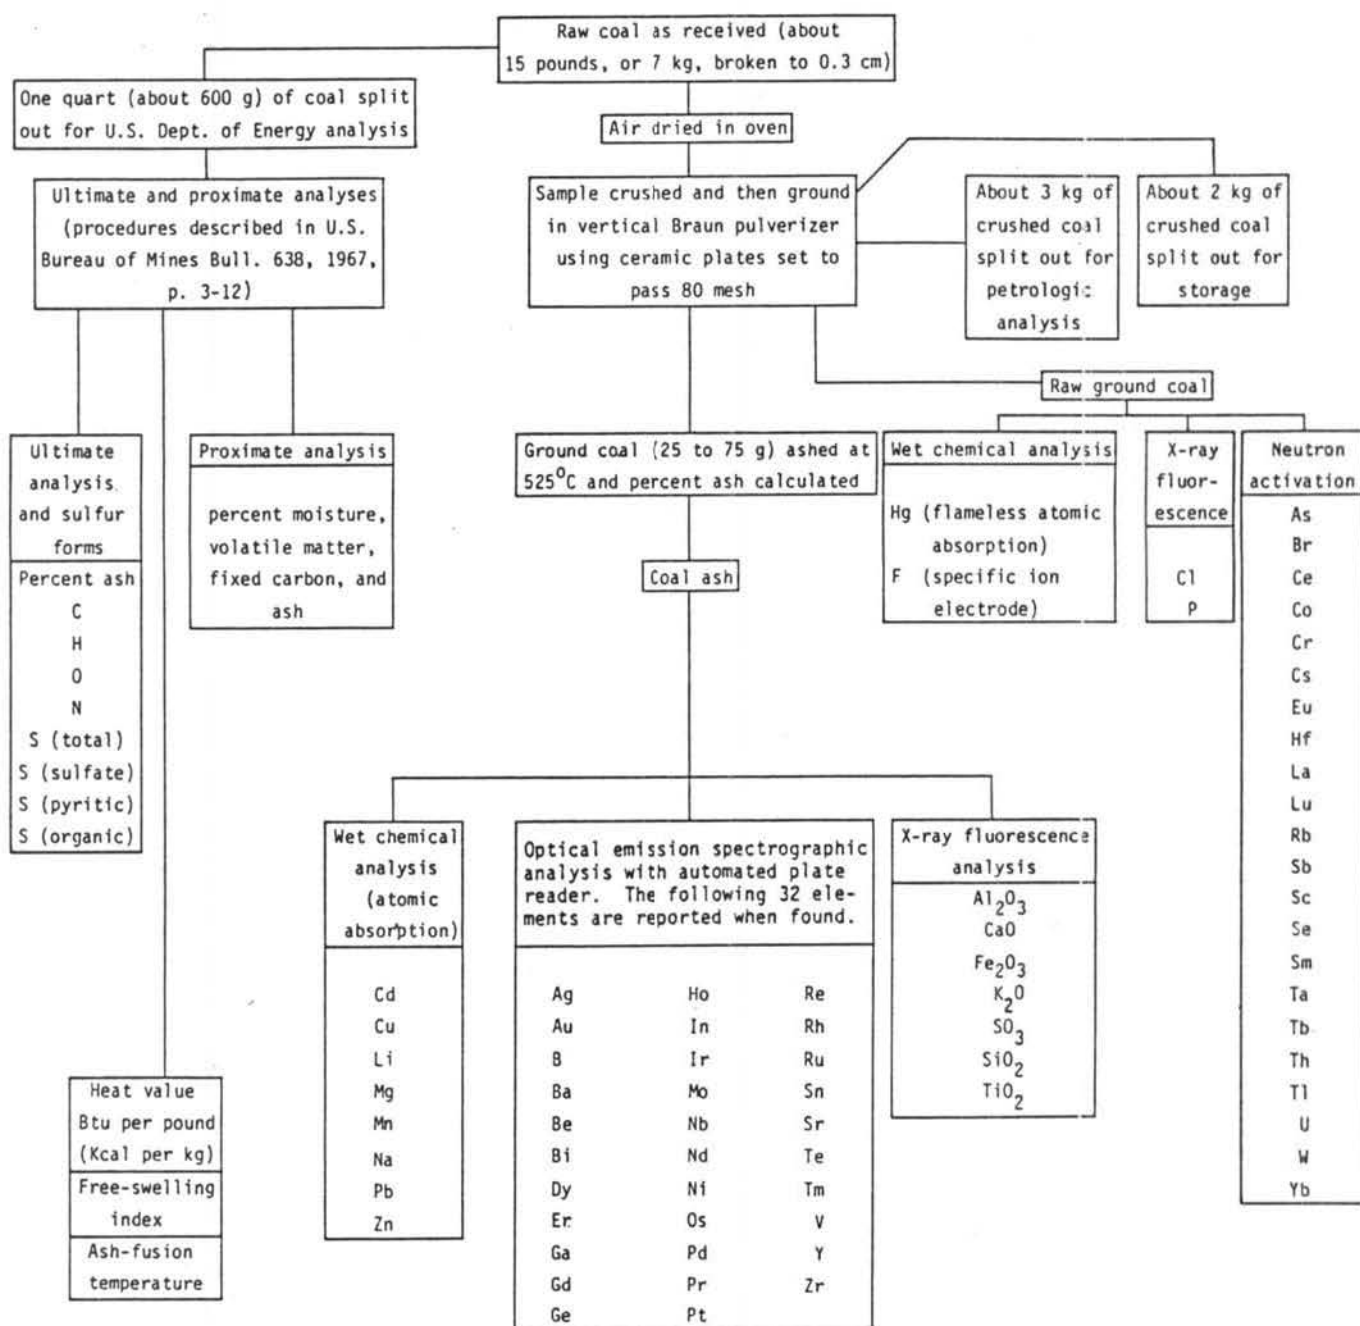 Raw coal as received (about
15 pounds, or 7 kg, broken to 0.3 cm)
One quart (about 600 g) of coal split
out for U.S. Dept. of Energy analysis
Air dried in oven
Ultimate and proximate analyses
(procedures described in U.S.
Bureau of Mines Bull. 638, 1967,
p. 3-12)
Sample crushed and then ground
in vertical Braun pulverizer
using ceramic plates set to
pass 80 mesh
About 3 kg of
crushed coal
split out for
petrologic
analysis
About 2 kg of
crushed coal
split out for
storage
Raw ground coal
Ultimate
analysis
and sulfur
forms
Percent ash
C
H
O
N
S (total)
S (sulfate)
S (pyritic)
S (organic)
Proximate analysis
percent moisture,
volatile matter,
fixed carbon, and
ash
Ground coal (25 to 75 g) ashed at
525°C and percent ash calculated
Wet chemical analysis
Hg (flameless atomic
absorption)
F (specific ion
electrode)
X-ray
fluor-
escence
Cl
P
Neutron
activation
As
Br
Ce
Co
Cr
Cs
Eu
Hf
La
Lu
Rb
Sb
Sc
Se
Sm
Ta
Tb
Th
Tl
U
W
Yb
Coal ash
Heat value
Btu per pound
(Kcal per kg)
Free-swelling
index
Ash-fusion
temperature
Wet chemical
analysis
(atomic
absorption)
Cd
Cu
Li
Mg
Mn
Na
Pb
Zn
Optical emission spectrographic
analysis with automated plate
reader. The following 32 ele-
ments are reported when found.
Ag Ho Re
Au In Rh
B Ir Ru
Ba Mo Sn
Be Nb Sr
Bi Nd Te
Dy Ni Tm
Er Os V
Ga Pd Y
Gd Pr Zr
Ge Pt
X-ray fluorescence
analysis
Al₂O₃
CaO
Fe₂O₃
K₂O
SO₃
SiO₂
TiO₂